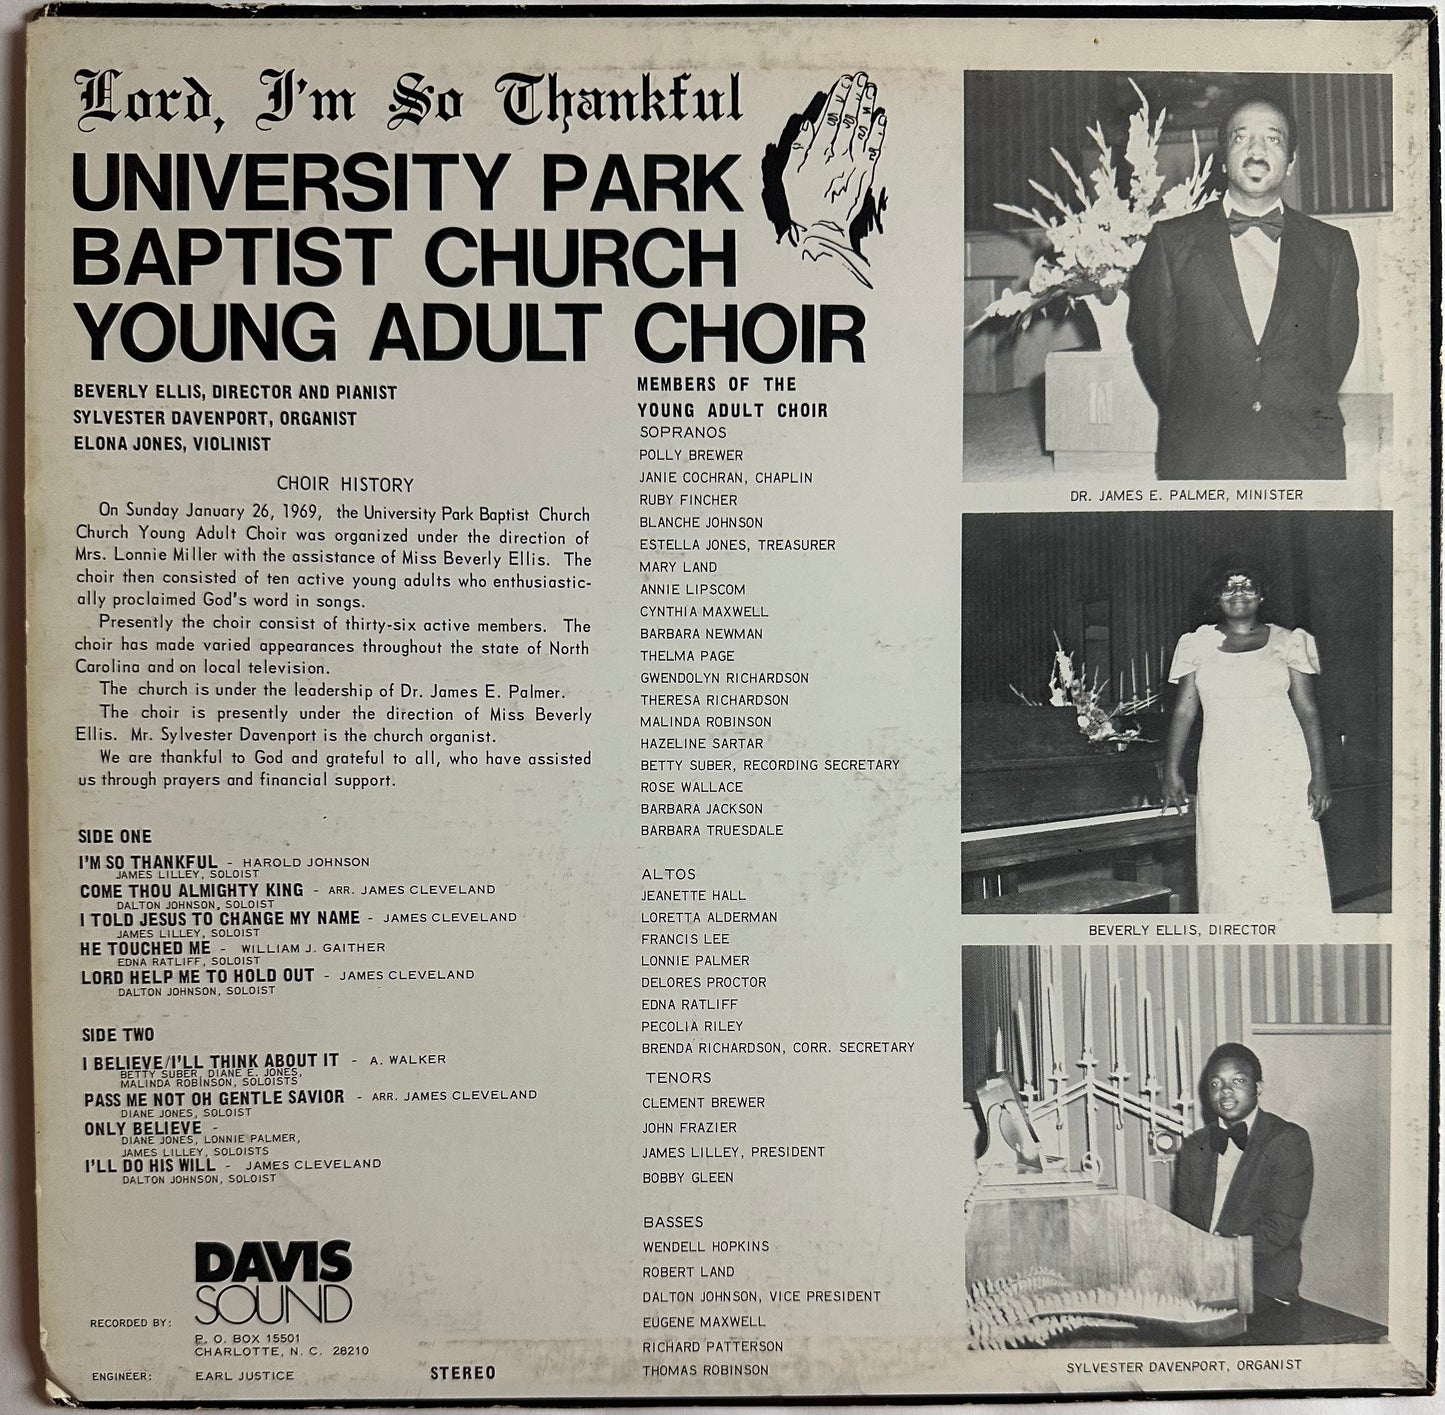 Lord, I'm So Thankful
UNIVERSITY PARK
BAPTIST CHURCH
YOUNG ADULT CHOIR
BEVERLY ELLIS, DIRECTOR AND PIANIST
SYLVESTER DAVENPORT, ORGANIST
ELONA JONES, VIOLINIST
CHOIR HISTORY
On Sunday January 26, 1969, the University Park Baptist Church
Church Young Adult Choir was organized under the direction of
Mrs. Lonnie Miller with the assistance of Miss Beverly Ellis. The
choir then consisted of ten active young adults who enthusiastic-
ally proclaimed God's word in songs.
Presently the choir consist of thirty-six active members. The
choir has made varied appearances throughout the state of North
Carolina and on local television.
The church is under the leadership of Dr. James E. Palmer.
The choir is presently under the direction of Miss Beverly
Ellis. Mr. Sylvester Davenport is the church organist.
We are thankful to God and grateful to all, who have assisted
us through prayers and financial support.
SIDE ONE
I'M SO THANKFUL - HAROLD JOHNSON
JAMES LILLEY, SOLOIST
COME THOU ALMIGHTY KING - ARR. JAMES CLEVELAND
DALTON JOHNSON, SOLOIST
I TOLD JESUS TO CHANGE MY NAME - JAMES CLEVELAND
JAMES LILLEY, SOLOIST
HE TOUCHED ME - WILLIAM J. GAITHER
EDNA RATLIFF, SOLOIST
LORD HELP ME TO HOLD OUT - JAMES CLEVELAND
DALTON JOHNSON, SOLOIST
SIDE TWO
I BELIEVE/I'LL THINK ABOUT IT - A. WALKER
BETTY SUBER, DIANE E. JONES,
MALINDA ROBINSON, SOLOISTS
PASS ME NOT OH GENTLE SAVIOR - ARR. JAMES CLEVELAND
DIANE JONES, SOLOIST
ONLY BELIEVE -
DIANE JONES, LONNIE PALMER,
JAMES LILLEY, SOLOISTS
I'LL DO HIS WILL - JAMES CLEVELAND
DALTON JOHNSON, SOLOIST
RECORDED BY:
DAVIS
SOUND
P. O. BOX 15501
CHARLOTTE, N. C. 28210
ENGINEER: EARL JUSTICE
STEREO
MEMBERS OF THE
YOUNG ADULT CHOIR
SOPRANOS
POLLY BREWER
JANIE COCHRAN, CHAPLIN
RUBY FINCHER
BLANCHE JOHNSON
ESTELLA JONES, TREASURER
MARY LAND
ANNIE LIPSCOM
CYNTHIA MAXWELL
BARBARA NEWMAN
THELMA PAGE
GWENDOLYN RICHARDSON
THERESA RICHARDSON
MALINDA ROBINSON
HAZELINE SARTAR
BETTY SUBER, RECORDING SECRETARY
ROSE WALLACE
BARBARA JACKSON
BARBARA TRUESDALE
ALTOS
JEANETTE HALL
LORETTA ALDERMAN
FRANCIS LEE
LONNIE PALMER
DELORES PROCTOR
EDNA RATLIFF
PECOLIA RILEY
BRENDA RICHARDSON, CORR. SECRETARY
TENORS
CLEMENT BREWER
JOHN FRAZIER
JAMES LILLEY, PRESIDENT
BOBBY GLEEN
BASSES
WENDELL HOPKINS
ROBERT LAND
DALTON JOHNSON, VICE PRESIDENT
EUGENE MAXWELL
RICHARD PATTERSON
THOMAS ROBINSON
DR. JAMES E. PALMER, MINISTER
BEVERLY ELLIS, DIRECTOR
SYLVESTER DAVENPORT, ORGANIST